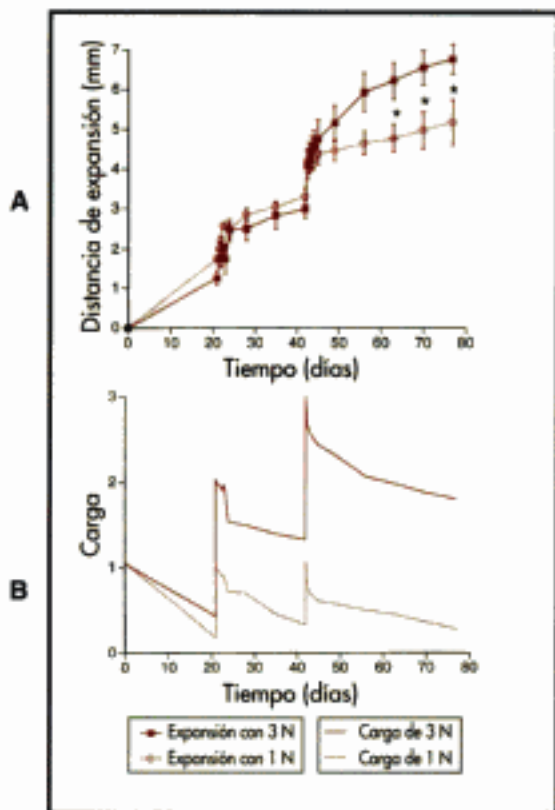 A
Distancia de expansión (mm)
7
6
5
4
3
2
1
0
* * *
0 10 20 30 40 50 60 70 80
Tiempo (días)
B
Carga
3
2
1
0
0 10 20 30 40 50 60 70 80
Tiempo (días)
Expansión con 3 N
Expansión con 1 N
Carga de 3 N
Carga de 1 N